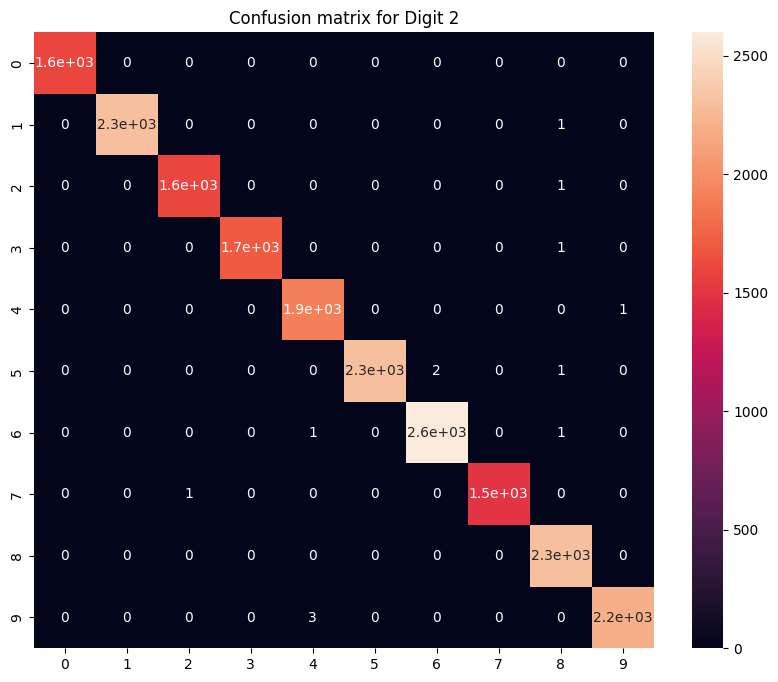 Confusion matrix for Digit 2
0 1.6e+03 0 0 0 0 0 0 0 0 0
1 0 2.3e+03 0 0 0 0 0 0 1 0
2 0 0 1.6e+03 0 0 0 0 0 1 0
3 0 0 0 1.7e+03 0 0 0 0 1 0
4 0 0 0 0 1.9e+03 0 0 0 0 1
5 0 0 0 0 0 2.3e+03 2 0 1 0
6 0 0 0 0 1 0 2.6e+03 0 1 0
7 0 0 1 0 0 0 0 1.5e+03 0 0
8 0 0 0 0 0 0 0 0 2.3e+03 0
9 0 0 0 0 3 0 0 0 0 2.2e+03
0 1 2 3 4 5 6 7 8 9
2500
2000
1500
1000
500
0